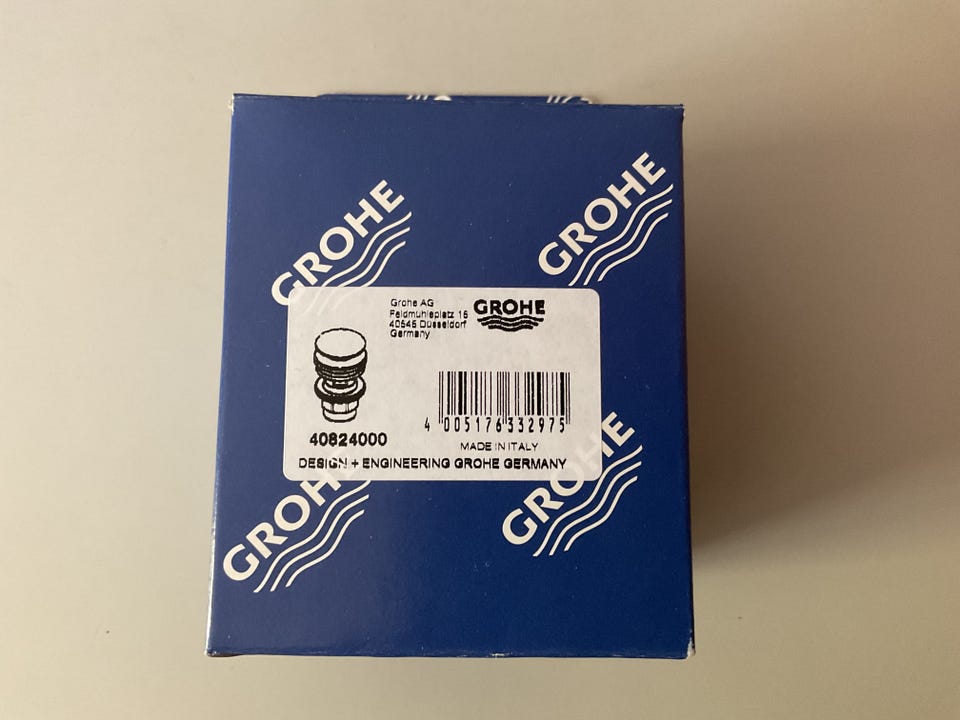 GROHE
GROHE
Grohe AG
Feldmühleplatz 15
40545 Düsseldorf
Germany
GROHE
40824000
4 005176 332975
MADE IN ITALY
DESIGN + ENGINEERING GROHE GERMANY
GROHE
GROHE